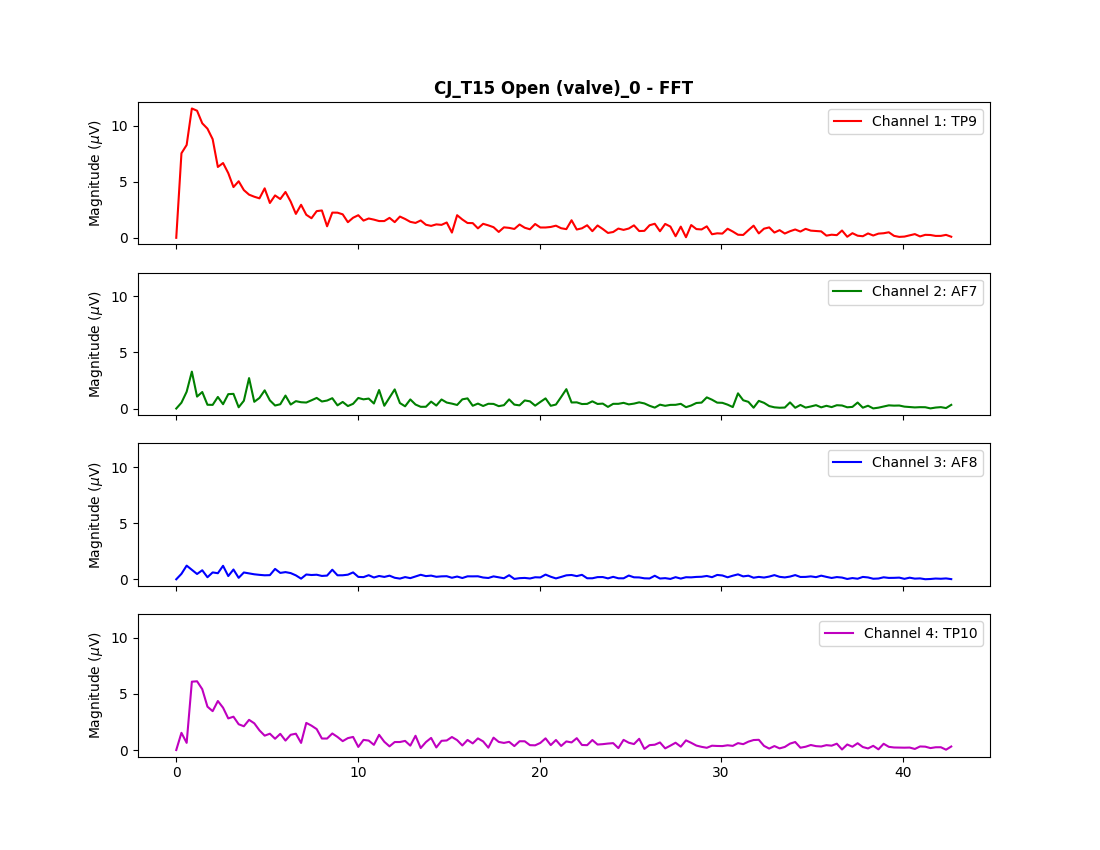 CJ_T15 Open (valve)_0 - FFT
Magnitude (μV)
10
5
0
Channel 1: TP9
Magnitude (μV)
10
5
0
Channel 2: AF7
Magnitude (μV)
10
5
0
Channel 3: AF8
Magnitude (μV)
10
5
0
Channel 4: TP10
0 10 20 30 40